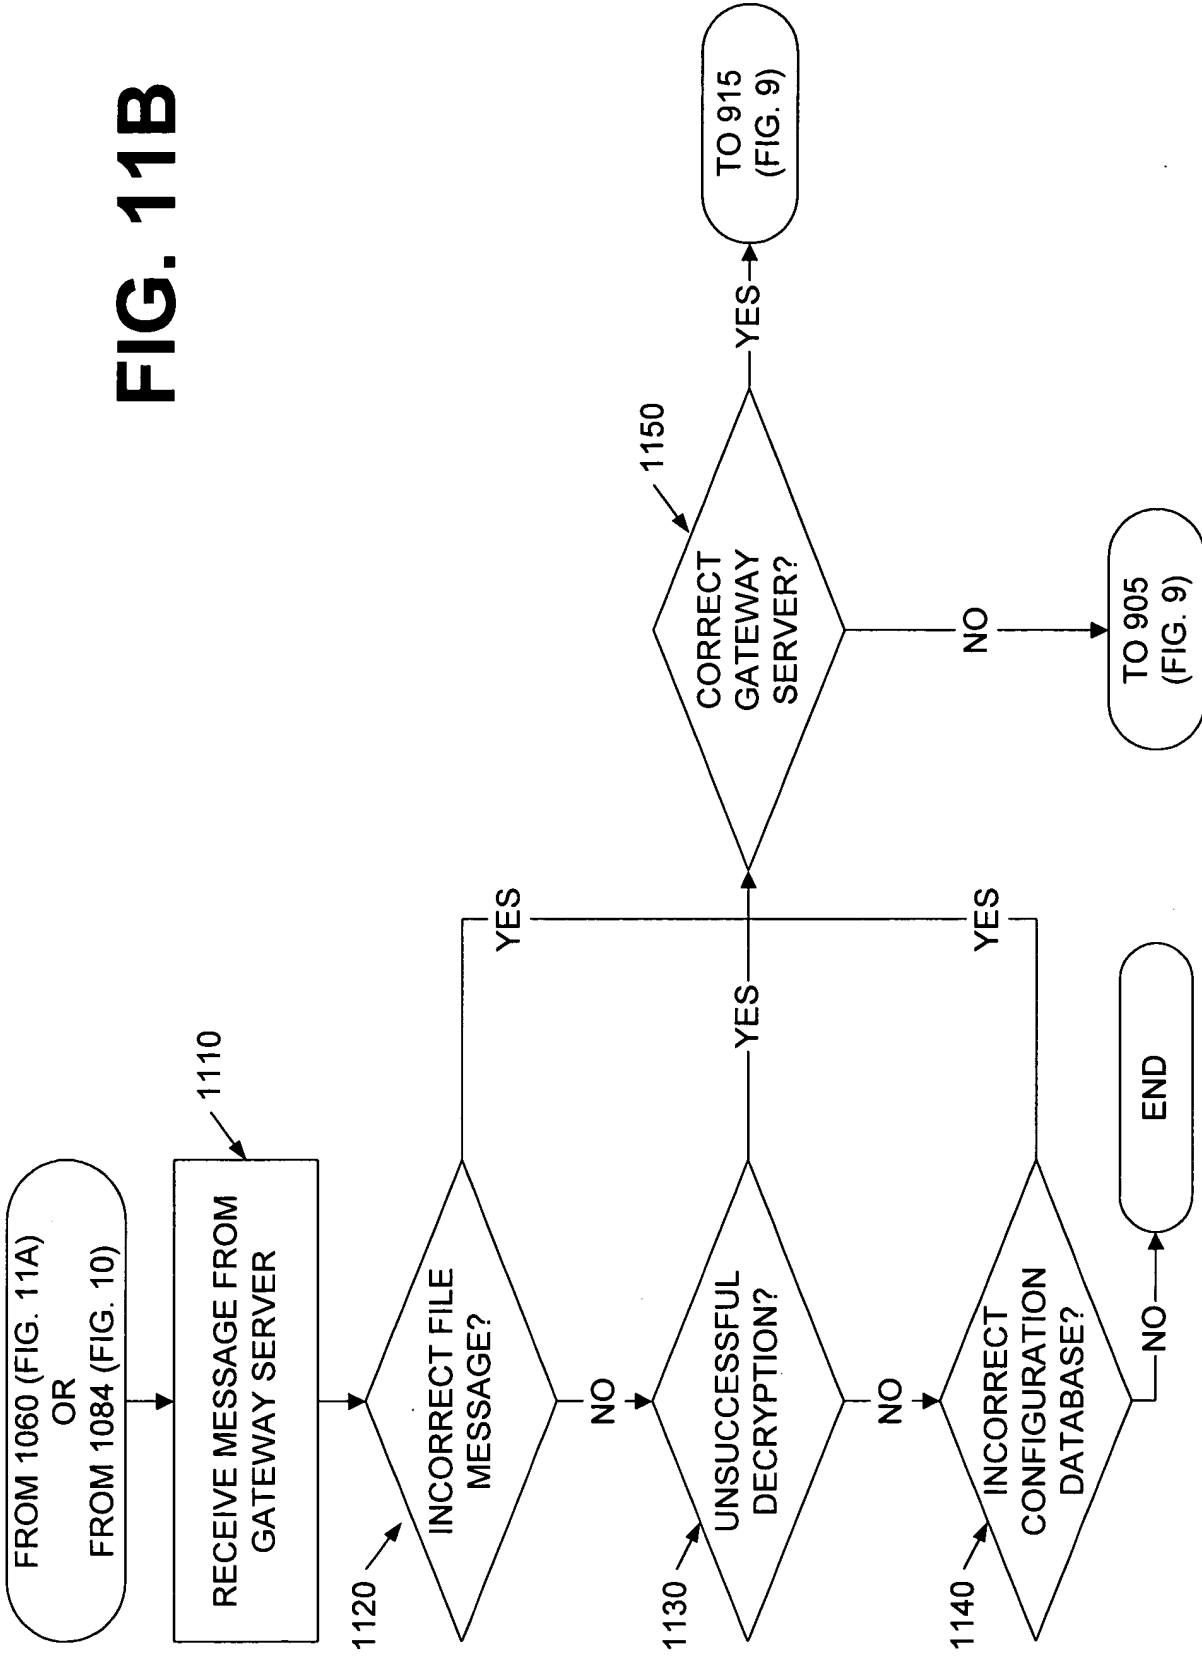 FIG. 11B
FROM 1060 (FIG. 11A)
OR
FROM 1084 (FIG. 10)
1110
RECEIVE MESSAGE FROM
GATEWAY SERVER
1120
INCORRECT FILE
MESSAGE?
YES
NO
1130
UNSUCCESSFUL
DECRYPTION?
YES
NO
1140
INCORRECT
CONFIGURATION
DATABASE?
YES
NO
END
1150
CORRECT
GATEWAY
SERVER?
YES
TO 915
(FIG. 9)
NO
TO 905
(FIG. 9)